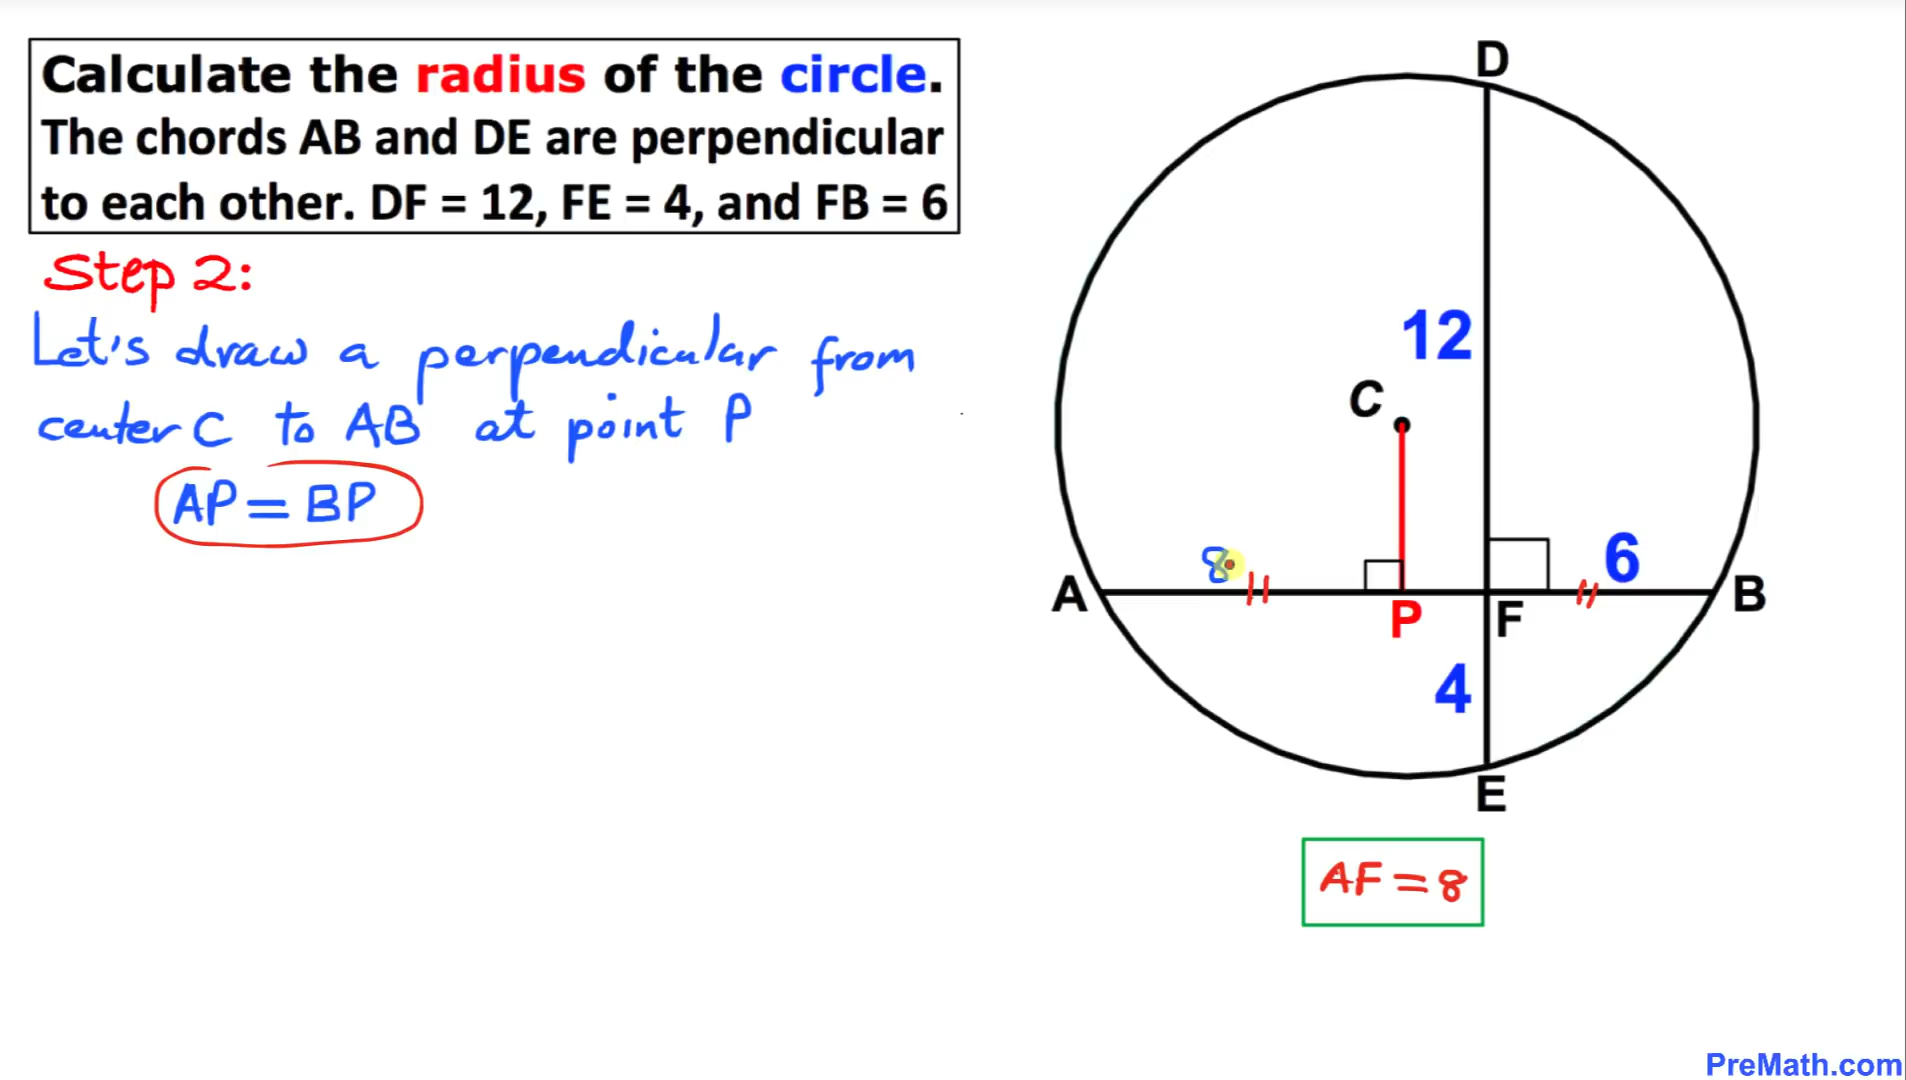 Calculate the radius of the circle.
The chords AB and DE are perpendicular
to each other. DF = 12, FE = 4, and FB = 6
Step 2:
Let's draw a perpendicular from
center C to AB at point P
AP = BP
D
12
C
8
6
A
P
F
B
4
E
AF = 8
PreMath.com